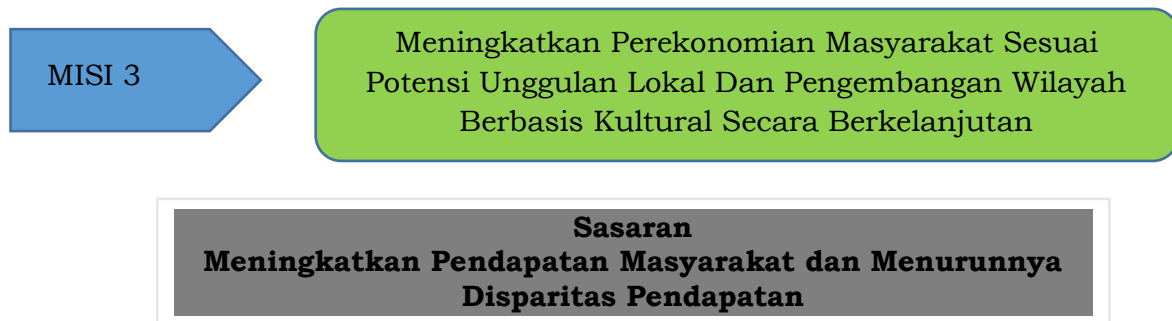 MISI 3
Meningkatkan Perekonomian Masyarakat Sesuai
Potensi Unggulan Lokal Dan Pengembangan Wilayah
Berbasis Kultural Secara Berkelanjutan
Sasaran
Meningkatkan Pendapatan Masyarakat dan Menurunnya
Disparitas Pendapatan